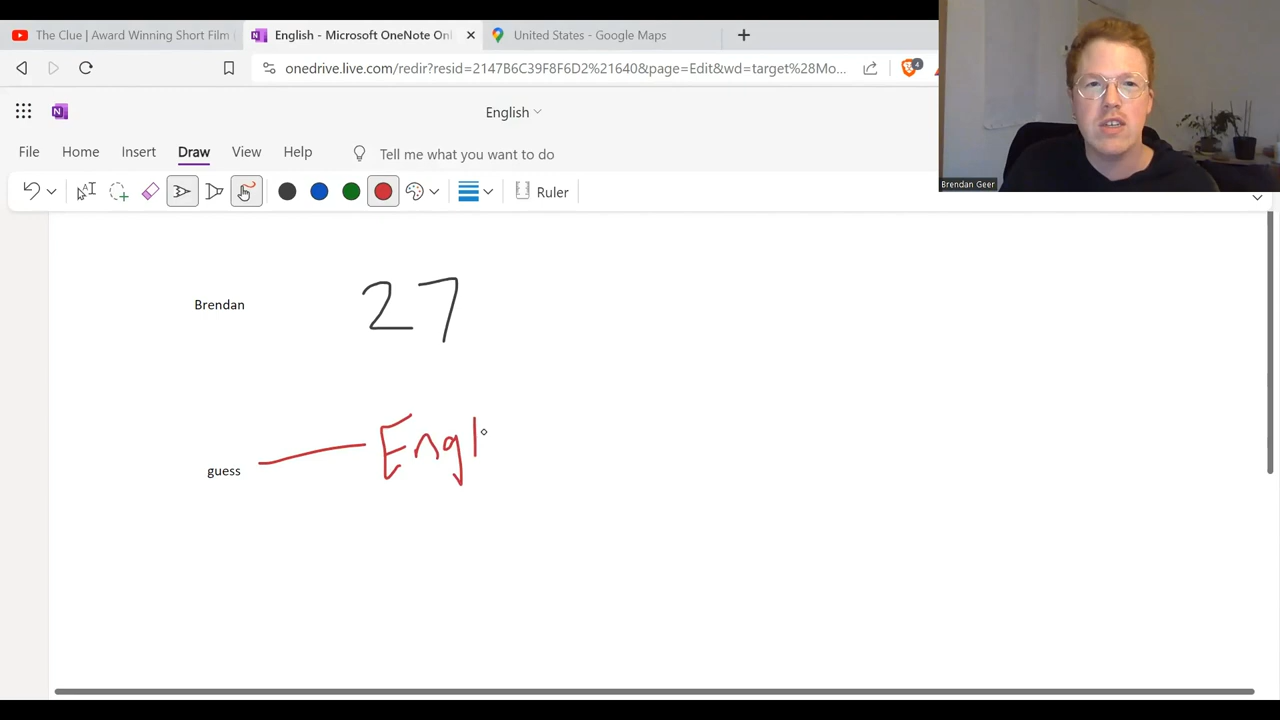 The Clue | Award Winning Short Film
English - Microsoft OneNote Onl
United States - Google Maps
onedrive.live.com/redir?resid=2147B6C39F8F6D2%21640&page=Edit&wd=target%28Mo...
4
English
File Home Insert Draw View Help Tell me what you want to do
Ruler
Brendan Geer
Brendan 27
guess Engl